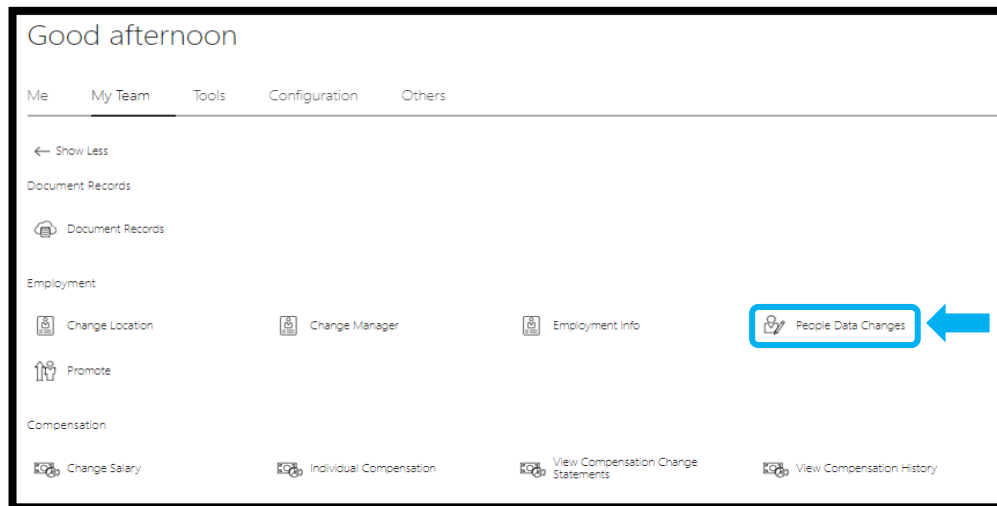 Good afternoon
Me My Team Tools Configuration Others
← Show Less
Document Records
Document Records
Employment
Change Location Change Manager Employment Info People Data Changes
Promote
Compensation
Change Salary Individual Compensation View Compensation Change Statements View Compensation History